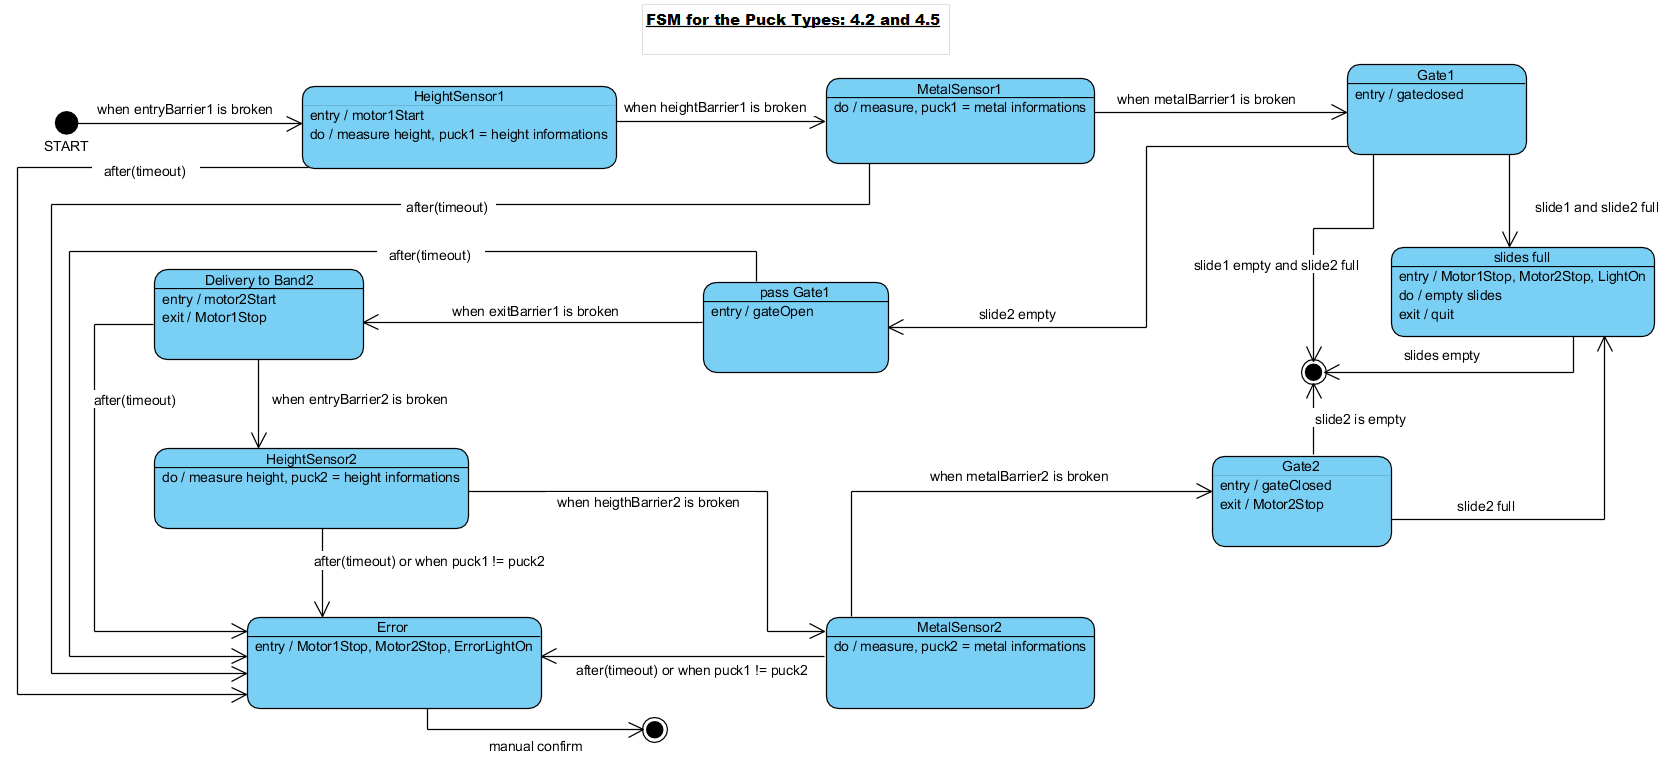 FSM for the Puck Types: 4.2 and 4.5
START
when entryBarrier1 is broken
HeightSensor1
entry / motor1Start
do / measure height, puck1 = height informations
when heightBarrier1 is broken
MetalSensor1
do / measure, puck1 = metal informations
when metalBarrier1 is broken
Gate1
entry / gateclosed
after(timeout)
after(timeout)
after(timeout)
slide1 and slide2 full
slide1 empty and slide2 full
slides full
entry / Motor1Stop, Motor2Stop, LightOn
do / empty slides
exit / quit
Delivery to Band2
entry / motor2Start
exit / Motor1Stop
when exitBarrier1 is broken
pass Gate1
entry / gateOpen
slide2 empty
slides empty
after(timeout)
when entryBarrier2 is broken
slide2 is empty
HeightSensor2
do / measure height, puck2 = height informations
when heigthBarrier2 is broken
when metalBarrier2 is broken
Gate2
entry / gateClosed
exit / Motor2Stop
slide2 full
after(timeout) or when puck1 != puck2
Error
entry / Motor1Stop, Motor2Stop, ErrorLightOn
after(timeout) or when puck1 != puck2
MetalSensor2
do / measure, puck2 = metal informations
manual confirm